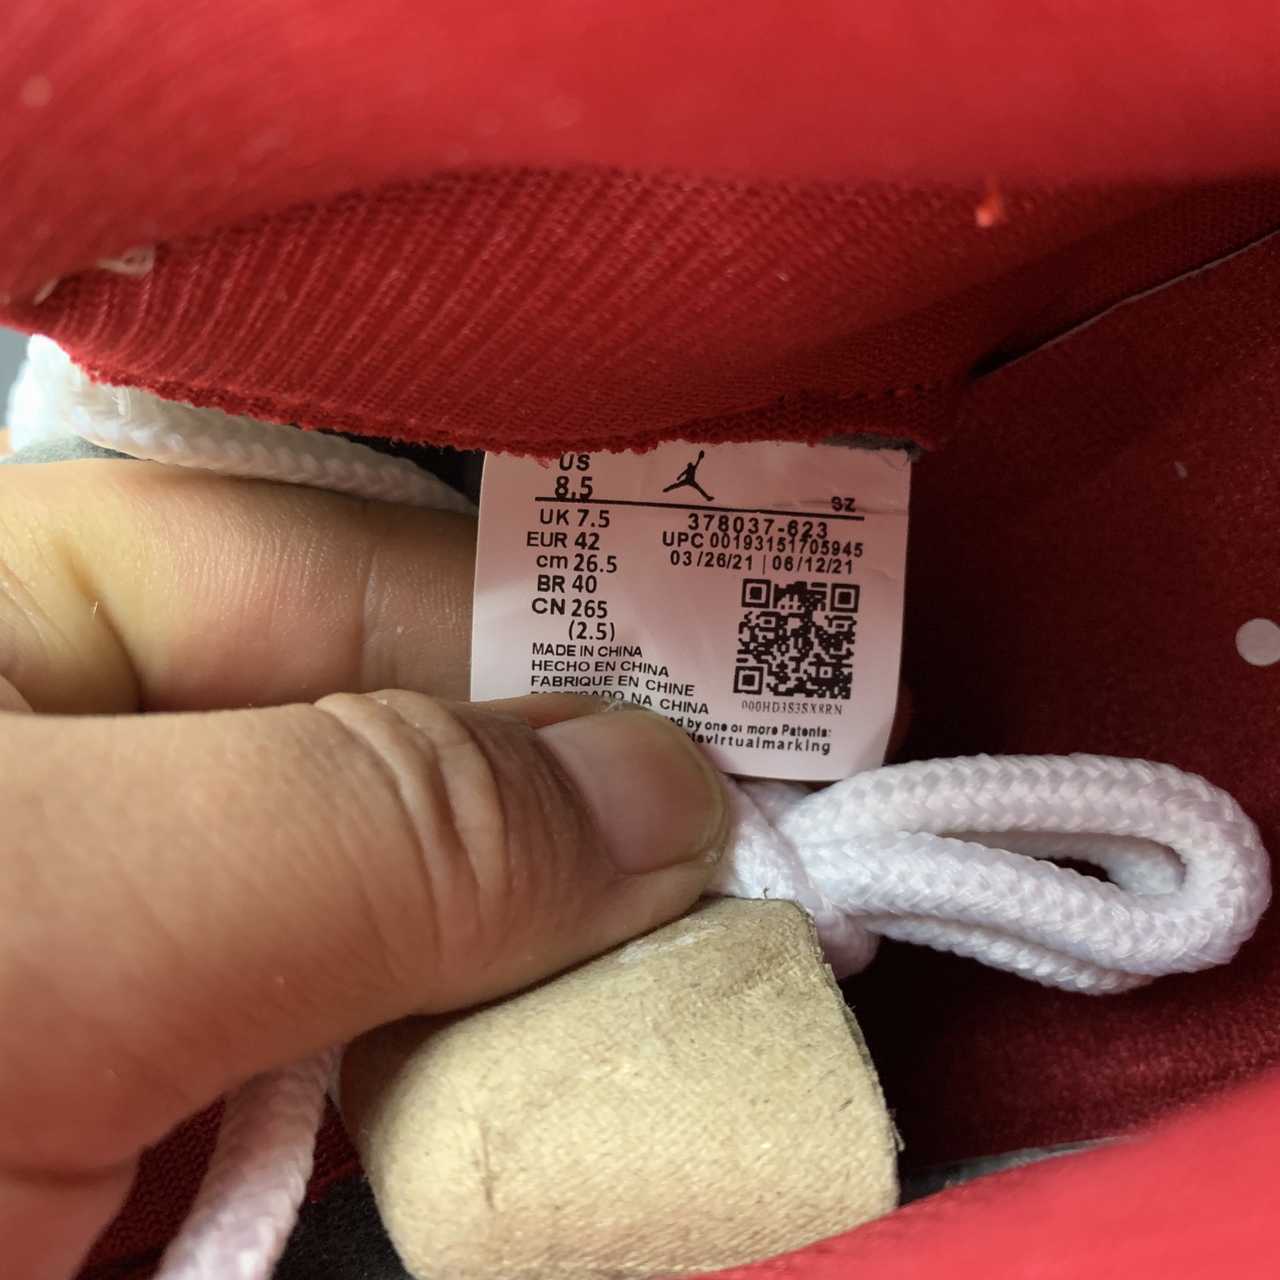 US
8.5
SZ
UK 7.5
378037-623
EUR 42
UPC 00193151705945
cm 26.5
03/26/21 | 06/12/21
BR 40
CN 265
(2.5)
MADE IN CHINA
HECHO EN CHINA
FABRIQUE EN CHINE
NA CHINA
000HD3S3SX8RN
by one or more Patents:
virtualmarking